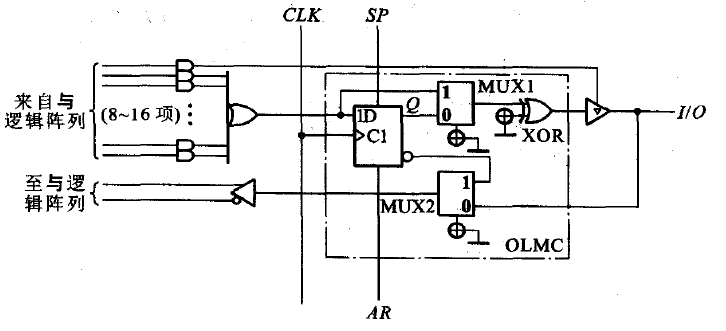 CLK
SP
来自与
逻辑阵列
(8~16 项)
1D
C1
Q
1
0
MUX1
XOR
I/O
至与逻
辑阵列
MUX2
1
0
OLMC
AR